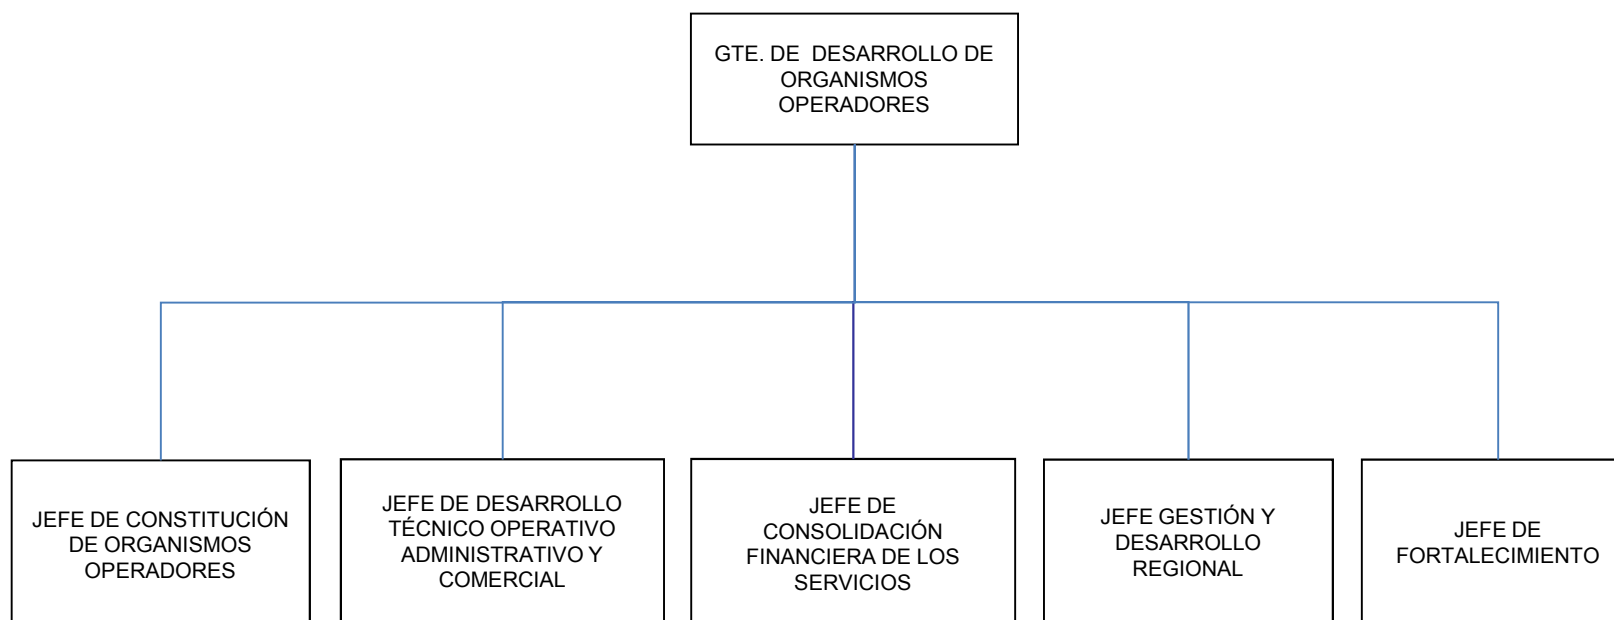 GTE. DE  DESARROLLO DE
ORGANISMOS
OPERADORES
JEFE DE CONSTITUCIÓN
DE ORGANISMOS
OPERADORES
JEFE DE DESARROLLO
TÉCNICO OPERATIVO
ADMINISTRATIVO Y
COMERCIAL
JEFE DE
CONSOLIDACIÓN
FINANCIERA DE LOS
SERVICIOS
JEFE GESTIÓN Y
DESARROLLO
REGIONAL
JEFE DE
FORTALECIMIENTO